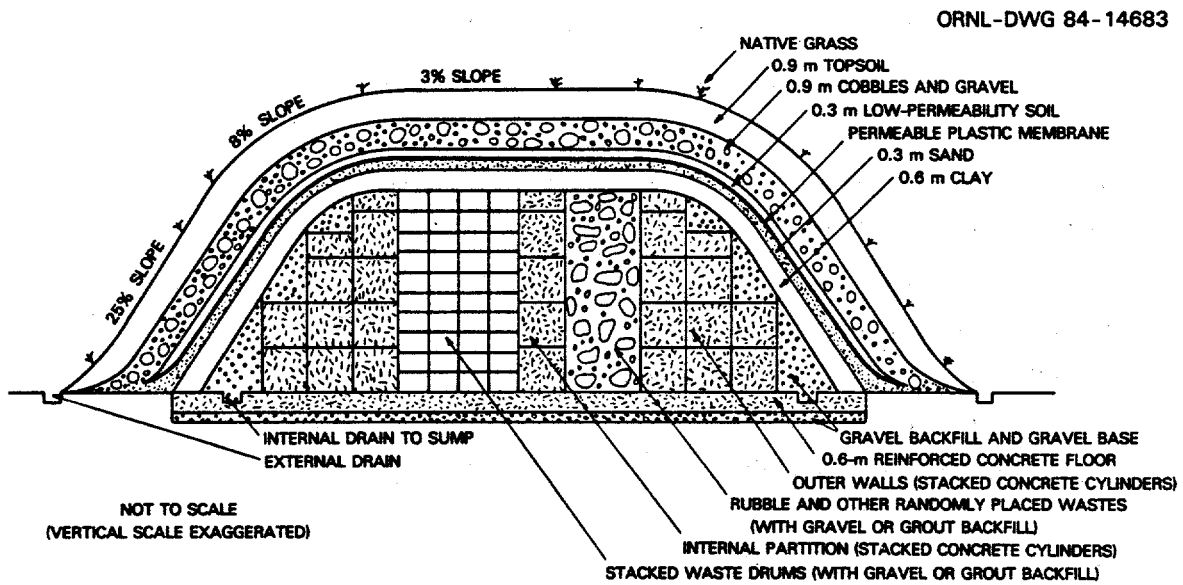 ORNL-DWG 84-14683
NATIVE GRASS
3% SLOPE
0.9 m TOPSOIL
0.9 m COBBLES AND GRAVEL
8% SLOPE
0.3 m LOW-PERMEABILITY SOIL
PERMEABLE PLASTIC MEMBRANE
0.3 m SAND
0.6 m CLAY
25% SLOPE
INTERNAL DRAIN TO SUMP
EXTERNAL DRAIN
GRAVEL BACKFILL AND GRAVEL BASE
0.6-m REINFORCED CONCRETE FLOOR
OUTER WALLS (STACKED CONCRETE CYLINDERS)
RUBBLE AND OTHER RANDOMLY PLACED WASTES
(WITH GRAVEL OR GROUT BACKFILL)
INTERNAL PARTITION (STACKED CONCRETE CYLINDERS)
STACKED WASTE DRUMS (WITH GRAVEL OR GROUT BACKFILL)
NOT TO SCALE
(VERTICAL SCALE EXAGGERATED)